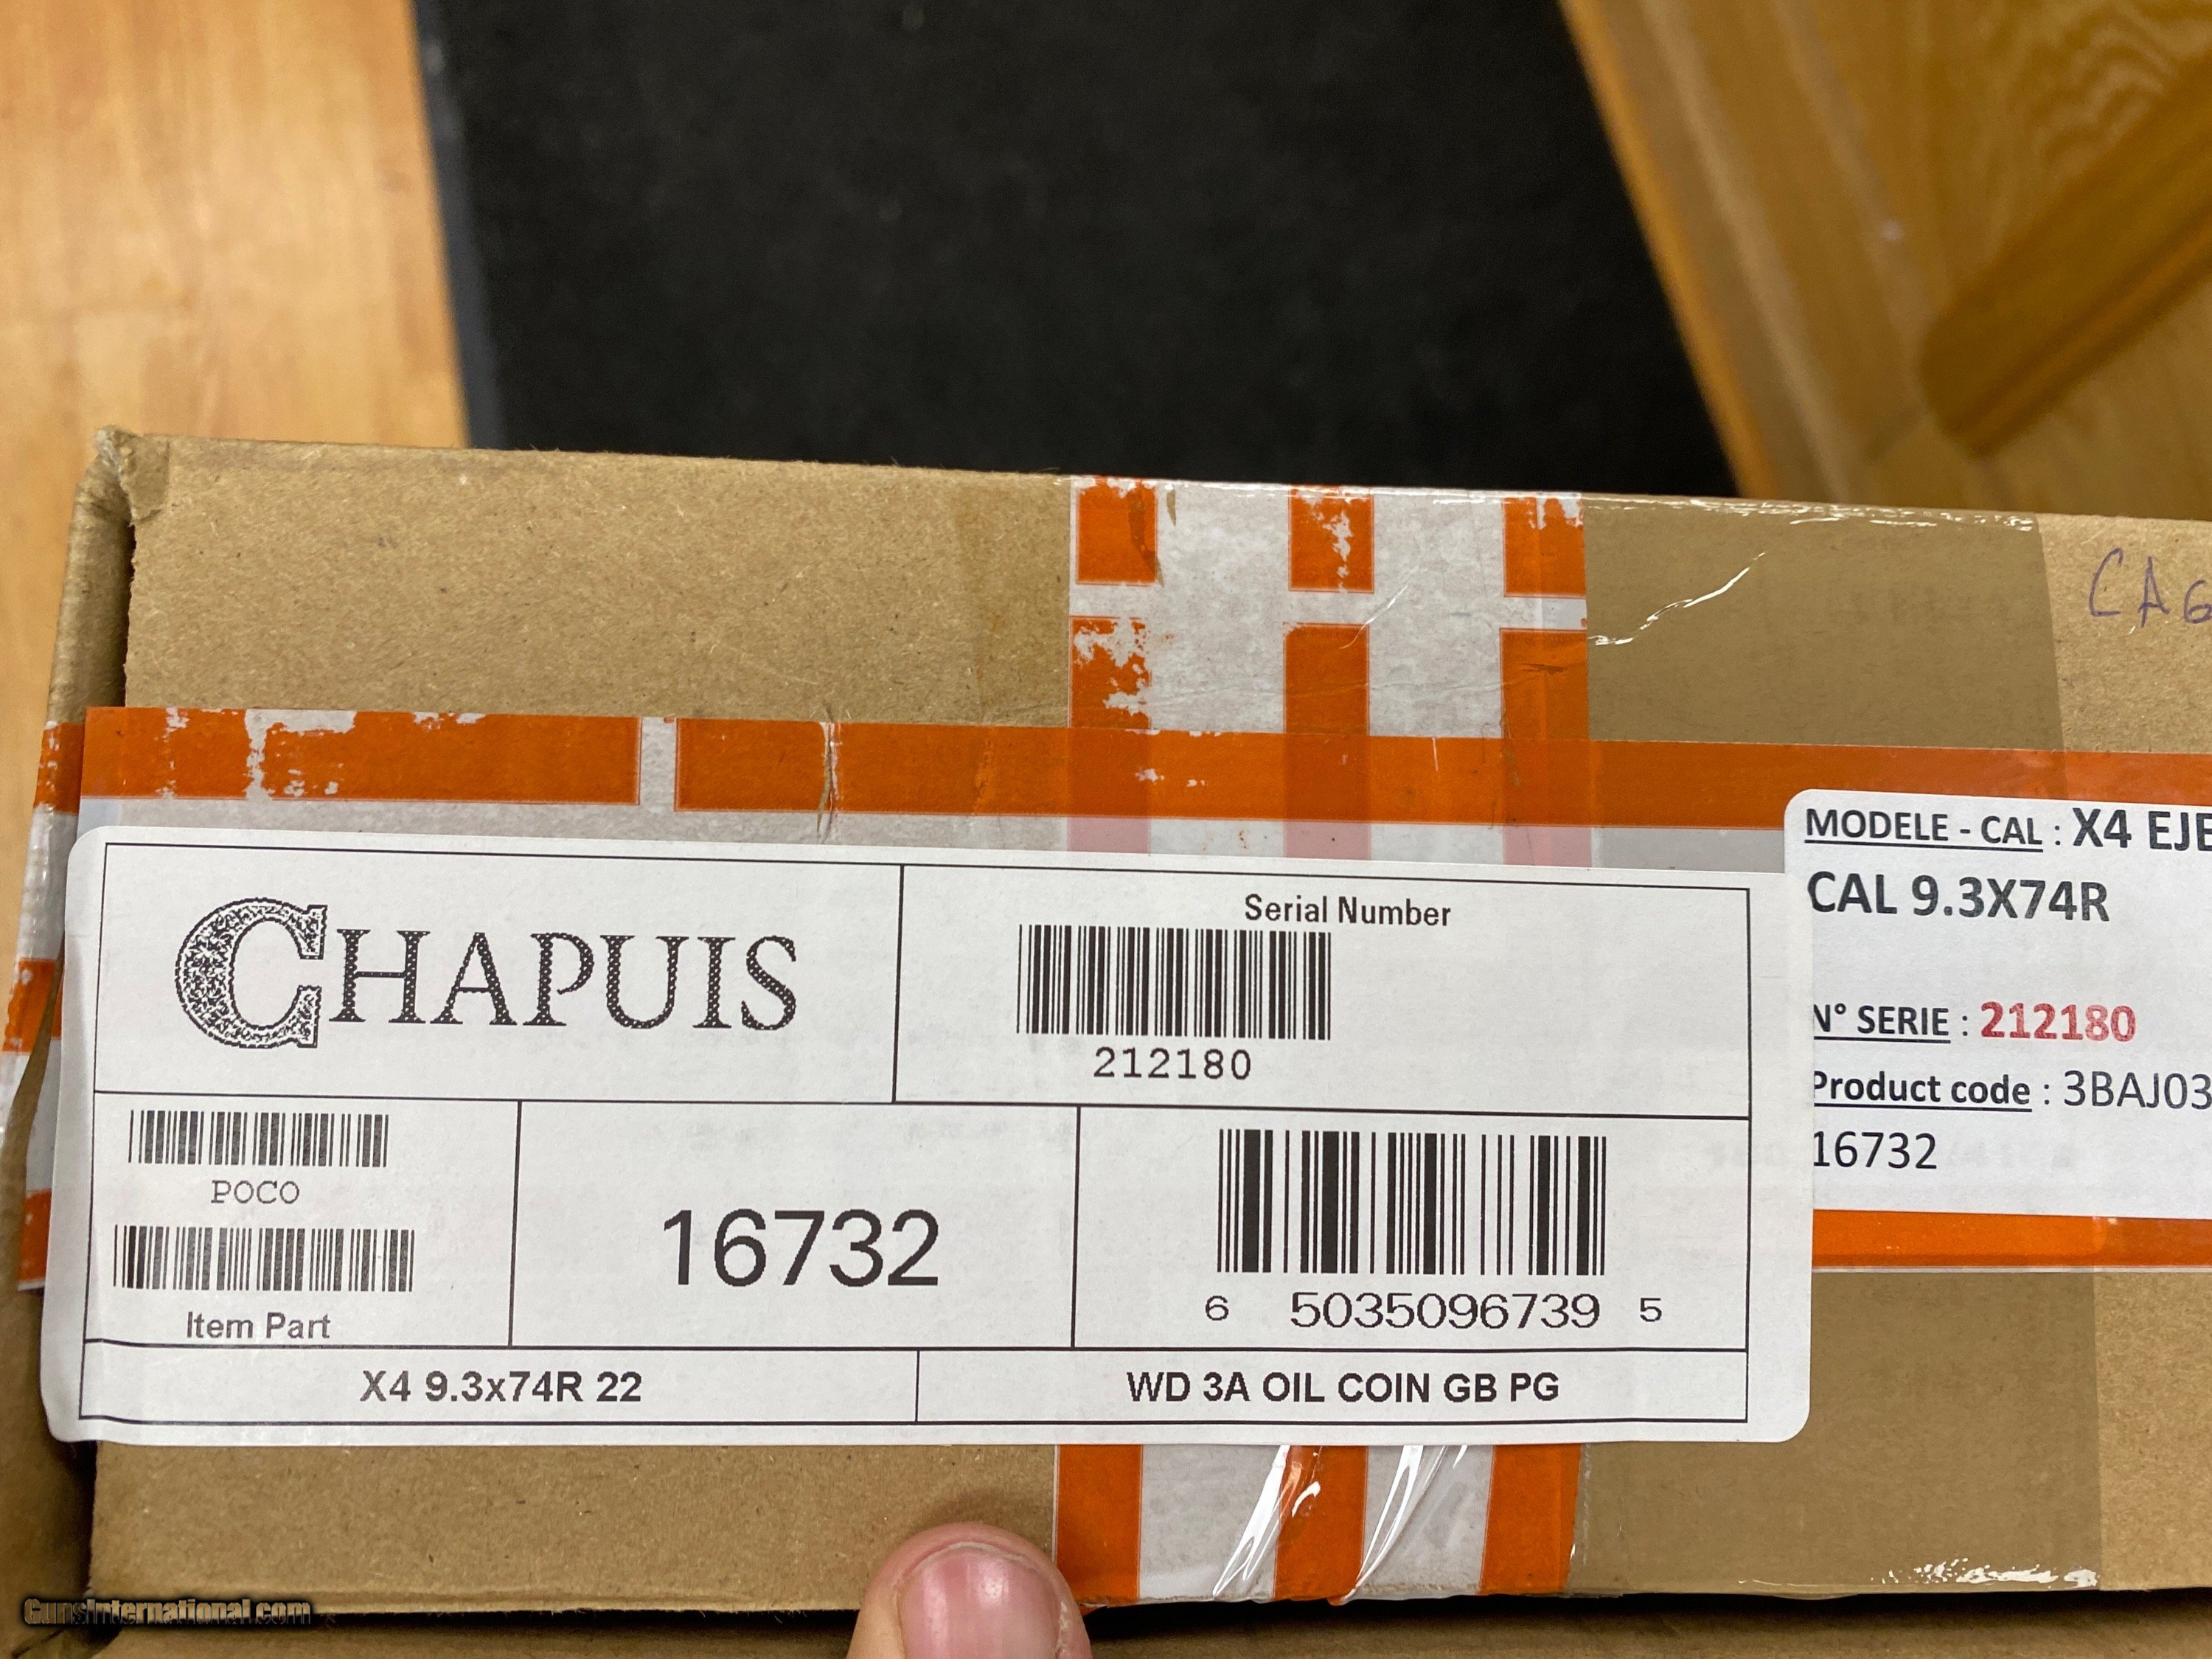 CHAPUIS
Serial Number
212180
POCO
Item Part
16732
6 5035096739 5
X4 9.3x74R 22
WD 3A OIL COIN GB PG
MODELE - CAL : X4 EJE
CAL 9.3X74R
N° SERIE : 212180
Product code : 3BAJ03
16732
GunsInternational.com